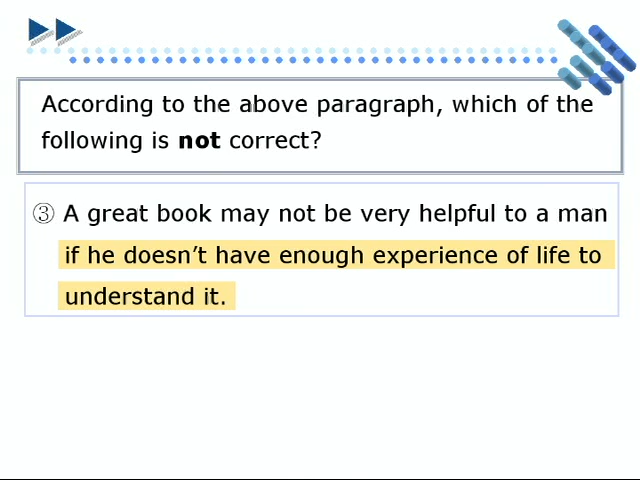 According to the above paragraph, which of the
following is not correct?
③ A great book may not be very helpful to a man
if he doesn't have enough experience of life to
understand it.